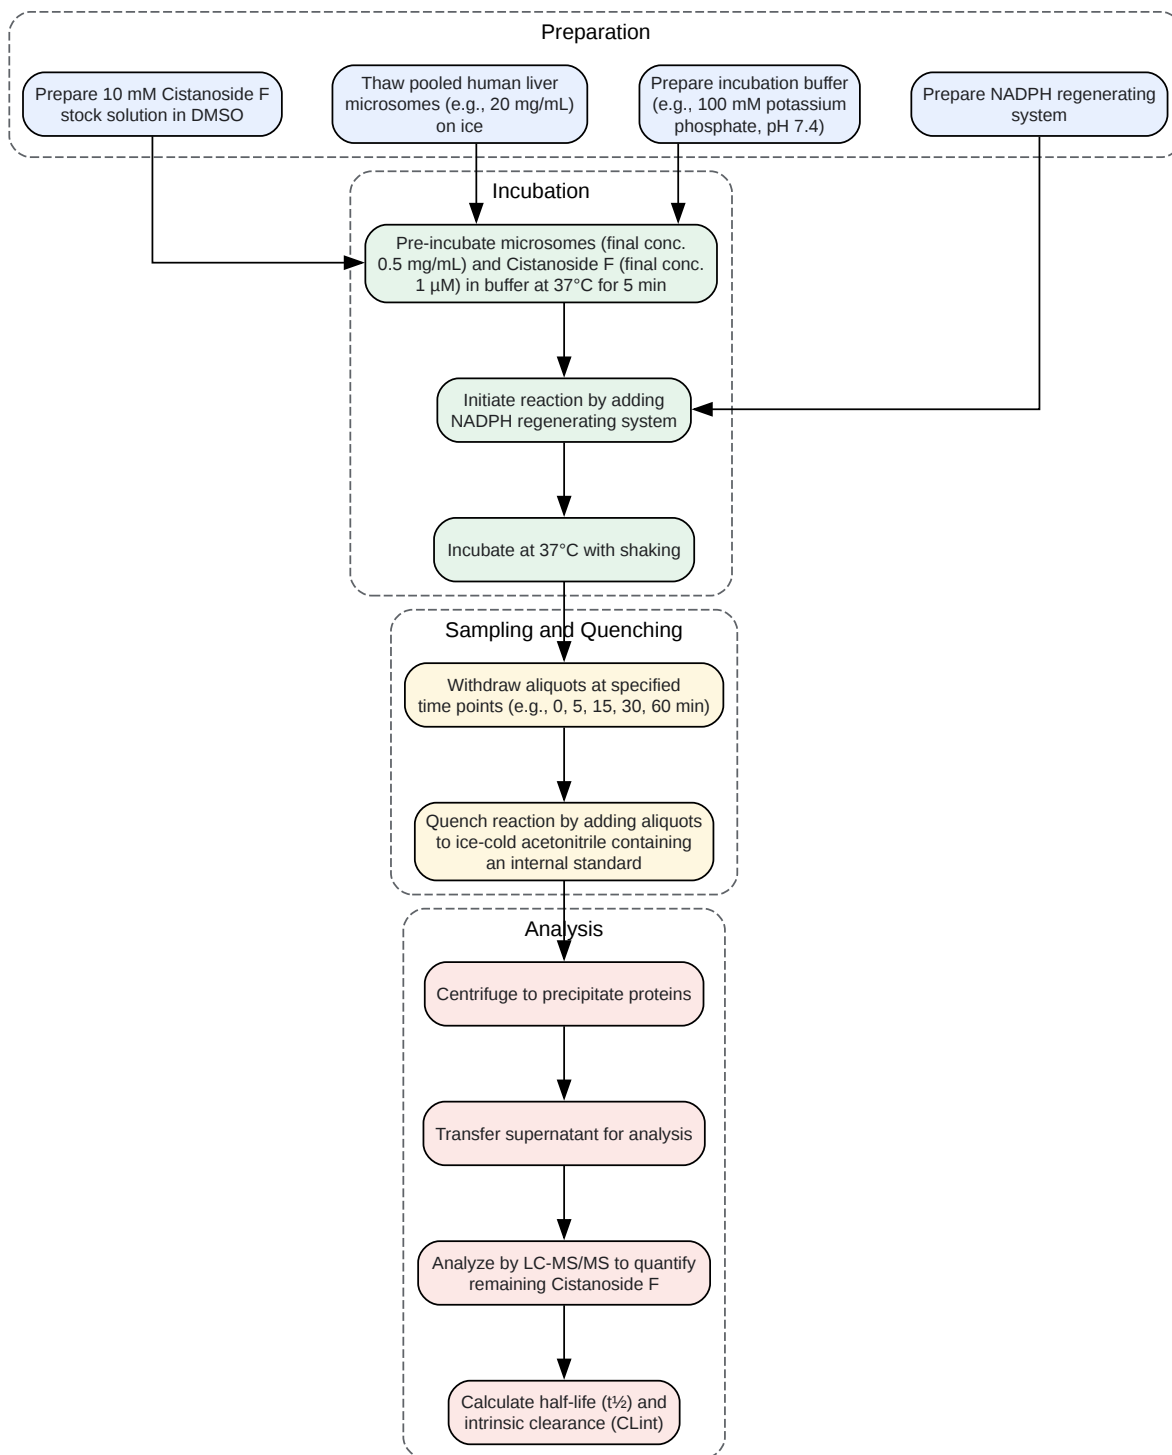 Preparation
Prepare 10 mM Cistanoside F
stock solution in DMSO
Thaw pooled human liver
microsomes (e.g., 20 mg/mL)
on ice
Prepare incubation buffer
(e.g., 100 mM potassium
phosphate, pH 7.4)
Prepare NADPH regenerating
system
Incubation
Pre-incubate microsomes (final conc.
0.5 mg/mL) and Cistanoside F (final conc.
1 µM) in buffer at 37°C for 5 min
Initiate reaction by adding
NADPH regenerating system
Incubate at 37°C with shaking
Sampling and Quenching
Withdraw aliquots at specified
time points (e.g., 0, 5, 15, 30, 60 min)
Quench reaction by adding aliquots
to ice-cold acetonitrile containing
an internal standard
Analysis
Centrifuge to precipitate proteins
Transfer supernatant for analysis
Analyze by LC-MS/MS to quantify
remaining Cistanoside F
Calculate half-life (t½) and
intrinsic clearance (CLint)